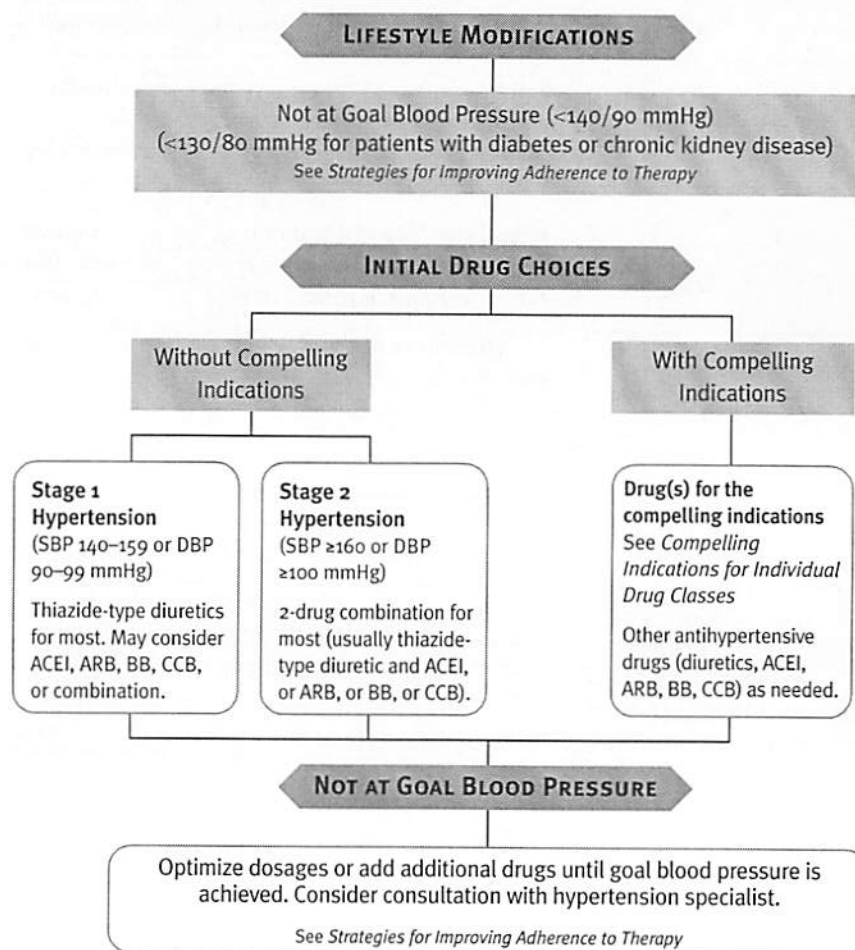 LIFESTYLE MODIFICATIONS
Not at Goal Blood Pressure (<140/90 mmHg)
(<130/80 mmHg for patients with diabetes or chronic kidney disease)
See Strategies for Improving Adherence to Therapy
INITIAL DRUG CHOICES
Without Compelling
Indications
With Compelling
Indications
Stage 1
Hypertension
(SBP 140–159 or DBP
90–99 mmHg)
Thiazide-type diuretics
for most. May consider
ACEI, ARB, BB, CCB,
or combination.
Stage 2
Hypertension
(SBP ≥160 or DBP
≥100 mmHg)
2-drug combination for
most (usually thiazide-
type diuretic and ACEI,
or ARB, or BB, or CCB).
Drug(s) for the
compelling indications
See Compelling
Indications for Individual
Drug Classes
Other antihypertensive
drugs (diuretics, ACEI,
ARB, BB, CCB) as needed.
NOT AT GOAL BLOOD PRESSURE
Optimize dosages or add additional drugs until goal blood pressure is
achieved. Consider consultation with hypertension specialist.
See Strategies for Improving Adherence to Therapy